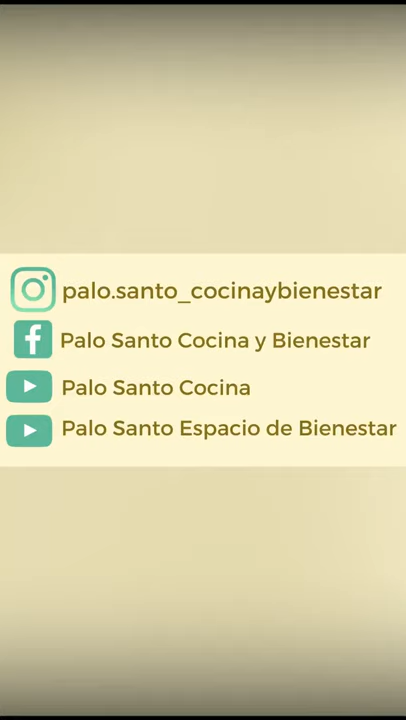 palo.santo_cocinaybienestar
Palo Santo Cocina y Bienestar
Palo Santo Cocina
Palo Santo Espacio de Bienestar